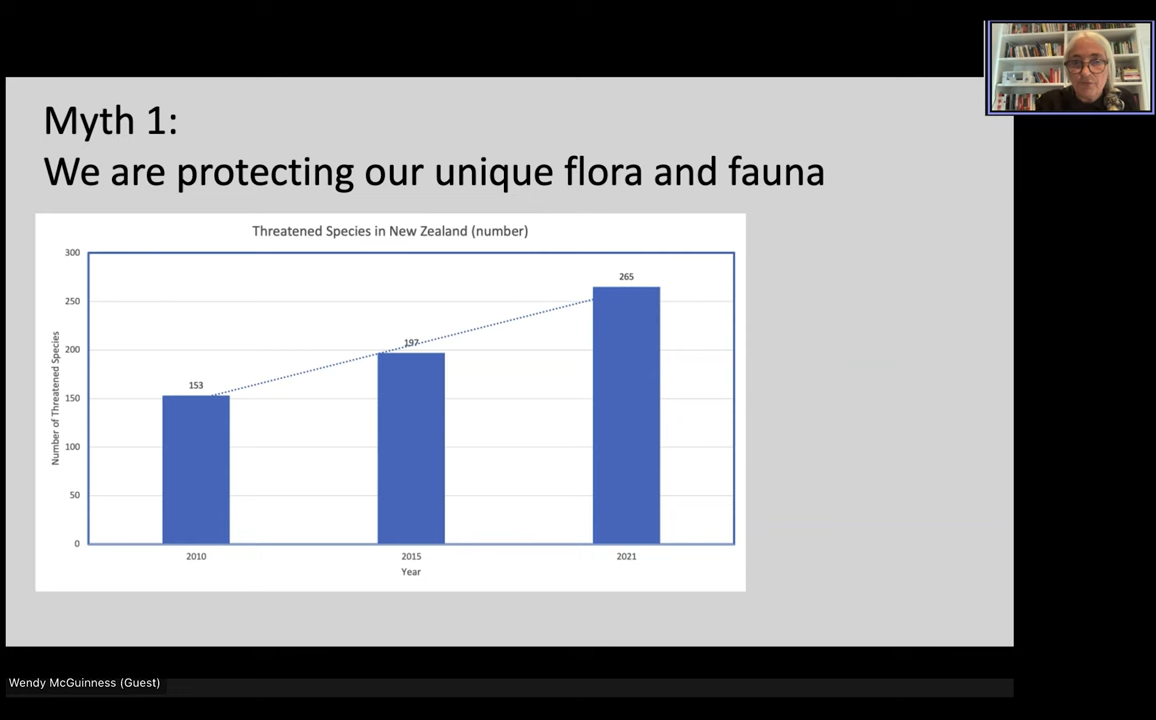 Myth 1:
We are protecting our unique flora and fauna
Threatened Species in New Zealand (number)
Number of Threatened Species
300
250
200
150
100
50
0
153
197
265
2010
2015
2021
Year
Wendy McGuinness (Guest)